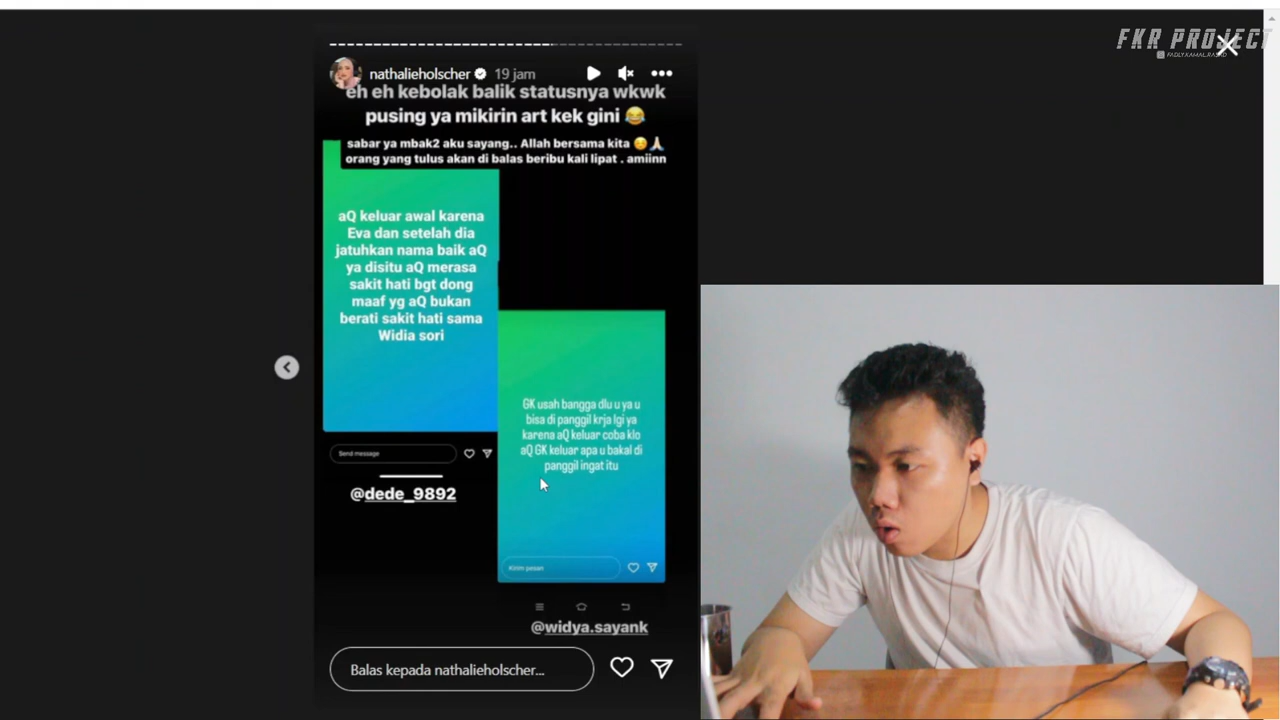 FKR PROJECT
FADLY.KAMAL.RASYID
nathalieholscher 19 jam
eh eh kebolak balik statusnya wkwk
pusing ya mikirin art kek gini 😂
sabar ya mbak2 aku sayang.. Allah bersama kita 😔🙏
orang yang tulus akan di balas beribu kali lipat . amiinn
aQ keluar awal karena
Eva dan setelah dia
jatuhkan nama baik aQ
ya disitu aQ merasa
sakit hati bgt dong
maaf yg aQ bukan
berati sakit hati sama
Widia sori
Send message
@dede_9892
GK usah bangga dlu u ya u
bisa di panggil krja lgi ya
karena aQ keluar coba klo
aQ GK keluar apa u bakal di
panggil ingat itu
Kirim pesan
@widya.sayank
Balas kepada nathalieholscher...